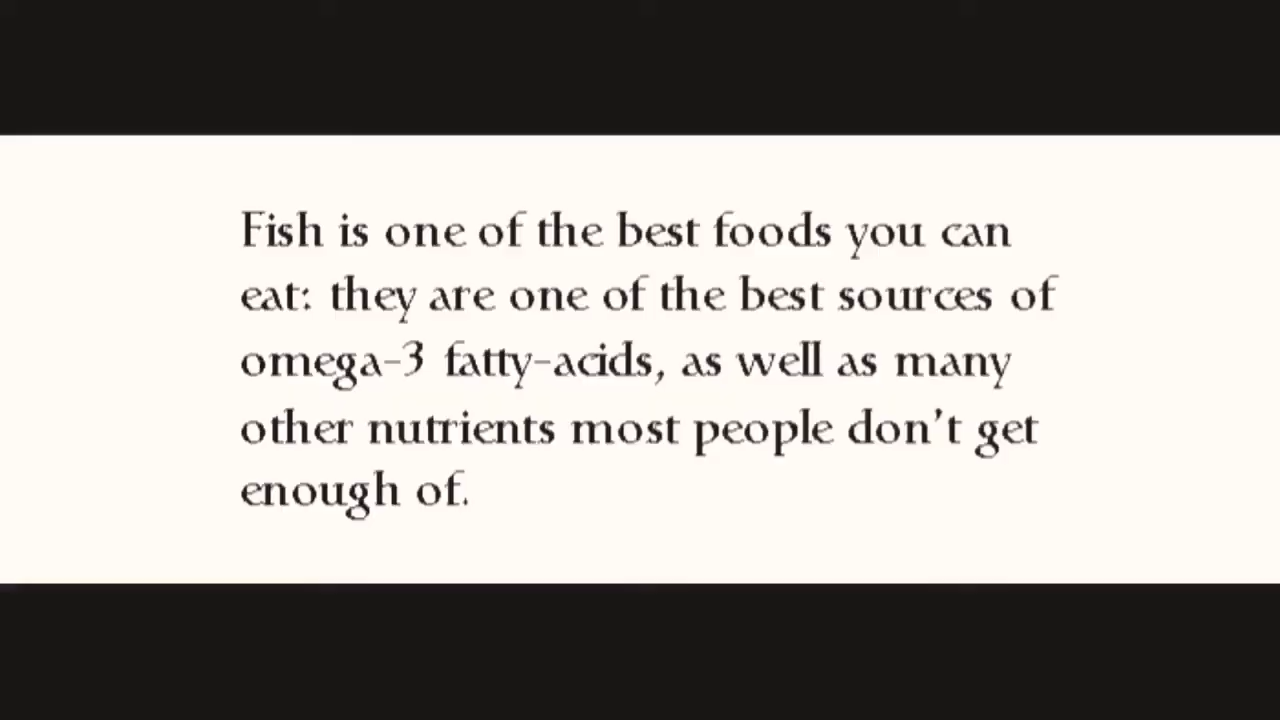 Fish is one of the best foods you can
eat: they are one of the best sources of
omega-3 fatty-acids, as well as many
other nutrients most people don't get
enough of.